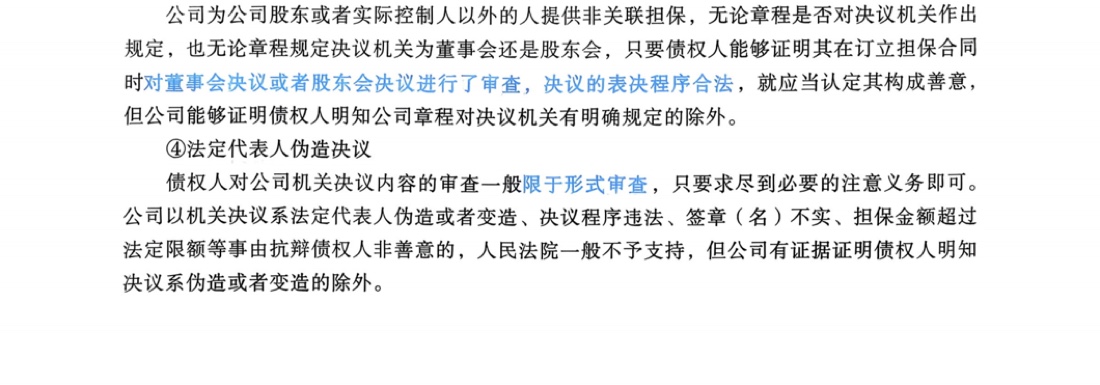 公司为公司股东或者实际控制人以外的人提供非关联担保，无论章程是否对决议机关作出
规定，也无论章程规定决议机关为董事会还是股东会，只要债权人能够证明其在订立担保合同
时对董事会决议或者股东会决议进行了审查，决议的表决程序合法，就应当认定其构成善意，
但公司能够证明债权人明知公司章程对决议机关有明确规定的除外。
④法定代表人伪造决议
债权人对公司机关决议内容的审查一般限于形式审查，只要求尽到必要的注意义务即可。
公司以机关决议系法定代表人伪造或者变造、决议程序违法、签章（名）不实、担保金额超过
法定限额等事由抗辩债权人非善意的，人民法院一般不予支持，但公司有证据证明债权人明知
决议系伪造或者变造的除外。